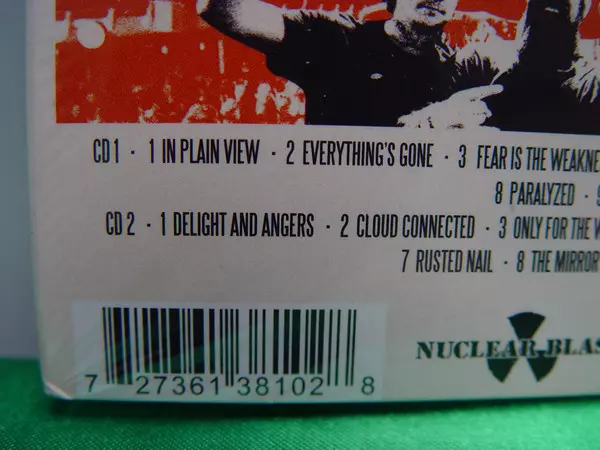 CD 1 · 1 IN PLAIN VIEW · 2 EVERYTHING'S GONE · 3 FEAR IS THE WEAKNE
8 PARALYZED ·
CD 2 · 1 DELIGHT AND ANGERS · 2 CLOUD CONNECTED · 3 ONLY FOR THE W
7 RUSTED NAIL · 8 THE MIRROR
NUCLEAR BLAS
7 27361 38102 8